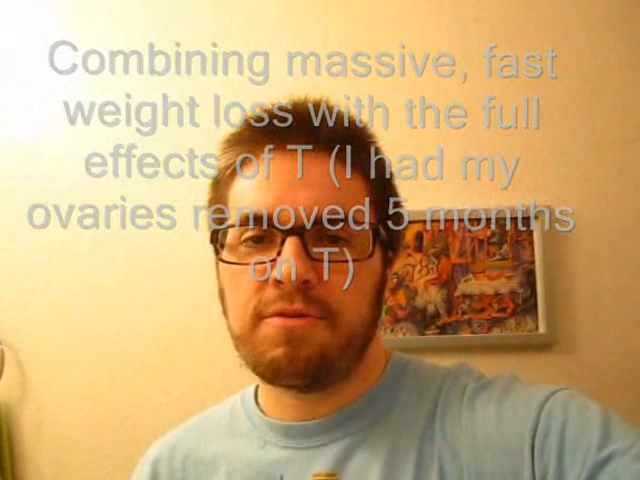 Combining massive, fast
weight loss with the full
effects of T (I had my
ovaries removed 5 months
on T)